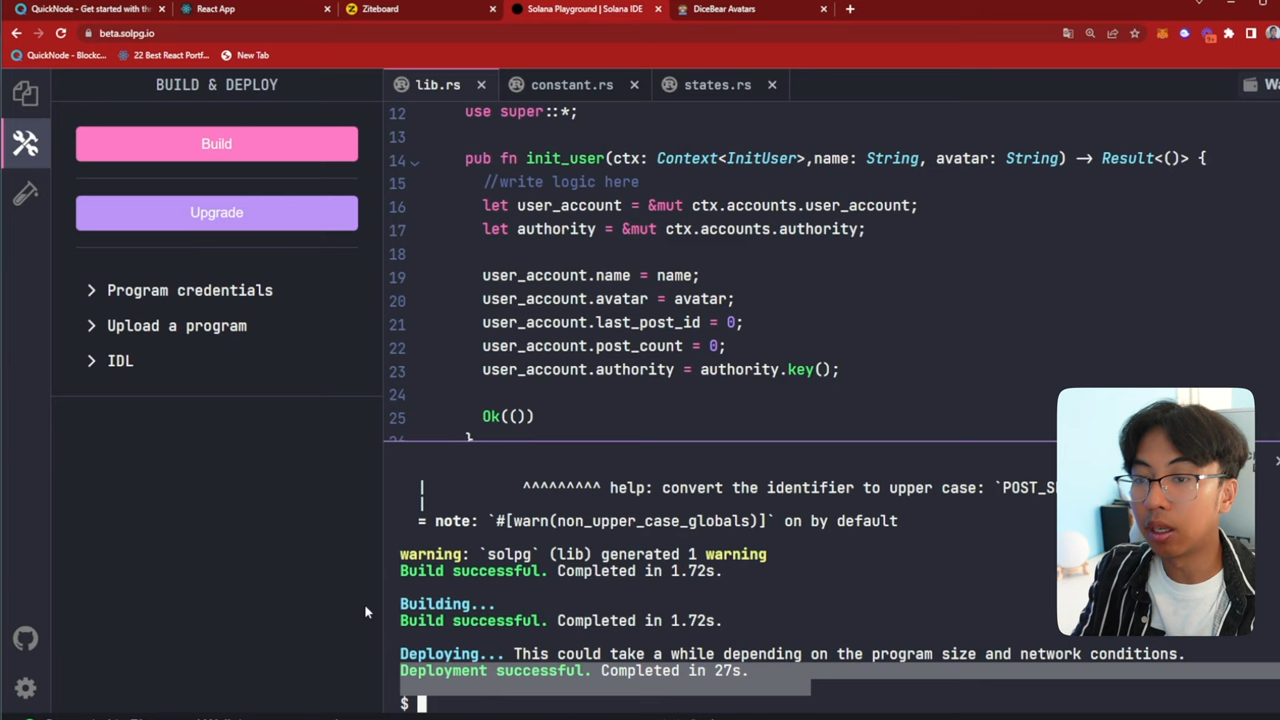 QuickNode - Get started with th
React App
Ziteboard
Solana Playground | Solana IDE
DiceBear Avatars
beta.solpg.io
QuickNode - Blockc...
22 Best React Portf...
New Tab
BUILD & DEPLOY
Build
Upgrade
Program credentials
Upload a program
IDL
lib.rs
constant.rs
states.rs
Wa
12 use super::*;
13
14 pub fn init_user(ctx: Context<InitUser>,name: String, avatar: String) -> Result<()> {
15 //write logic here
16 let user_account = &mut ctx.accounts.user_account;
17 let authority = &mut ctx.accounts.authority;
18
19 user_account.name = name;
20 user_account.avatar = avatar;
21 user_account.last_post_id = 0;
22 user_account.post_count = 0;
23 user_account.authority = authority.key();
24
25 Ok(())
}
| ^^^^^^^^^ help: convert the identifier to upper case: `POST_SE
|
= note: `#[warn(non_upper_case_globals)]` on by default
warning: `solpg` (lib) generated 1 warning
Build successful. Completed in 1.72s.
Building...
Build successful. Completed in 1.72s.
Deploying... This could take a while depending on the program size and network conditions.
Deployment successful. Completed in 27s.
$